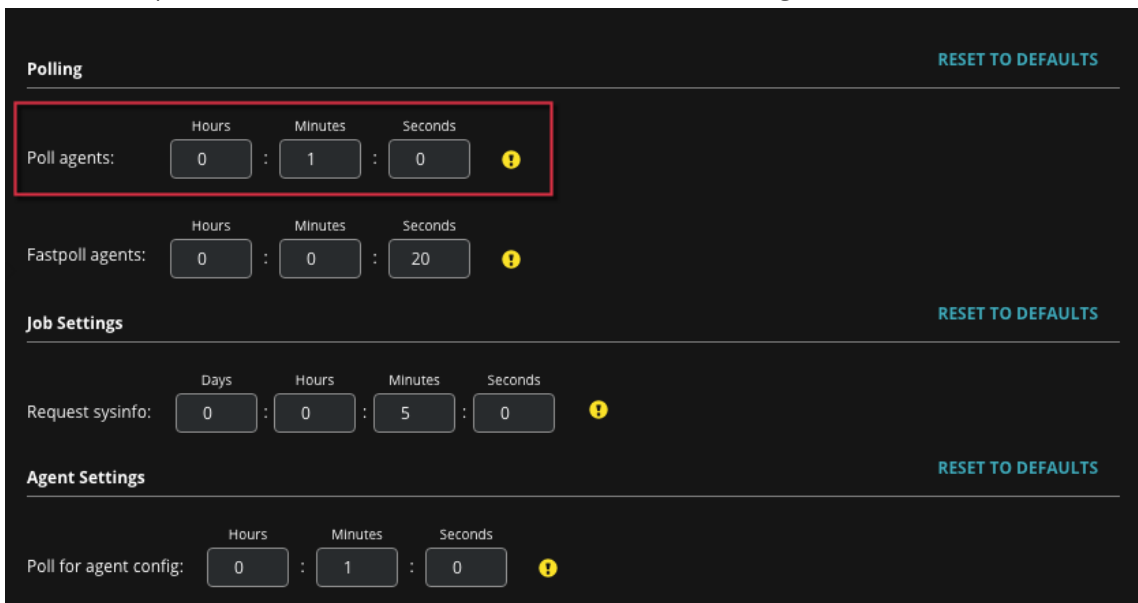 Polling RESET TO DEFAULTS
Hours Minutes Seconds
Poll agents: 0 : 1 : 0
Hours Minutes Seconds
Fastpoll agents: 0 : 0 : 20
Job Settings RESET TO DEFAULTS
Days Hours Minutes Seconds
Request sysinfo: 0 : 0 : 5 : 0
Agent Settings RESET TO DEFAULTS
Hours Minutes Seconds
Poll for agent config: 0 : 1 : 0